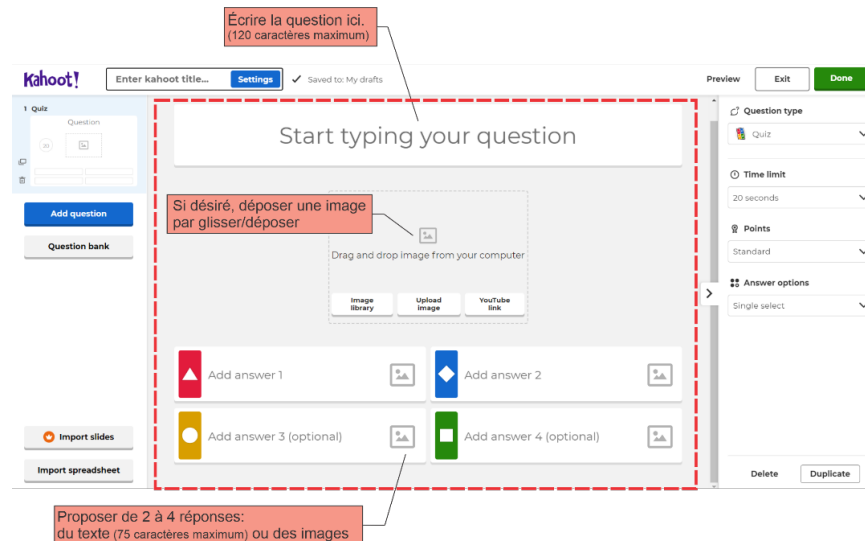 Écrire la question ici.
(120 caractères maximum)
Kahoot!
Enter kahoot title...
Settings
Saved to: My drafts
Preview
Exit
Done
1 Quiz
Question
20
Add question
Question bank
Import slides
Import spreadsheet
Start typing your question
Si désiré, déposer une image
par glisser/déposer
Drag and drop image from your computer
Image
library
Upload
image
YouTube
link
Add answer 1
Add answer 2
Add answer 3 (optional)
Add answer 4 (optional)
Question type
Quiz
Time limit
20 seconds
Points
Standard
Answer options
Single select
Delete
Duplicate
Proposer de 2 à 4 réponses:
du texte (75 caractères maximum) ou des images